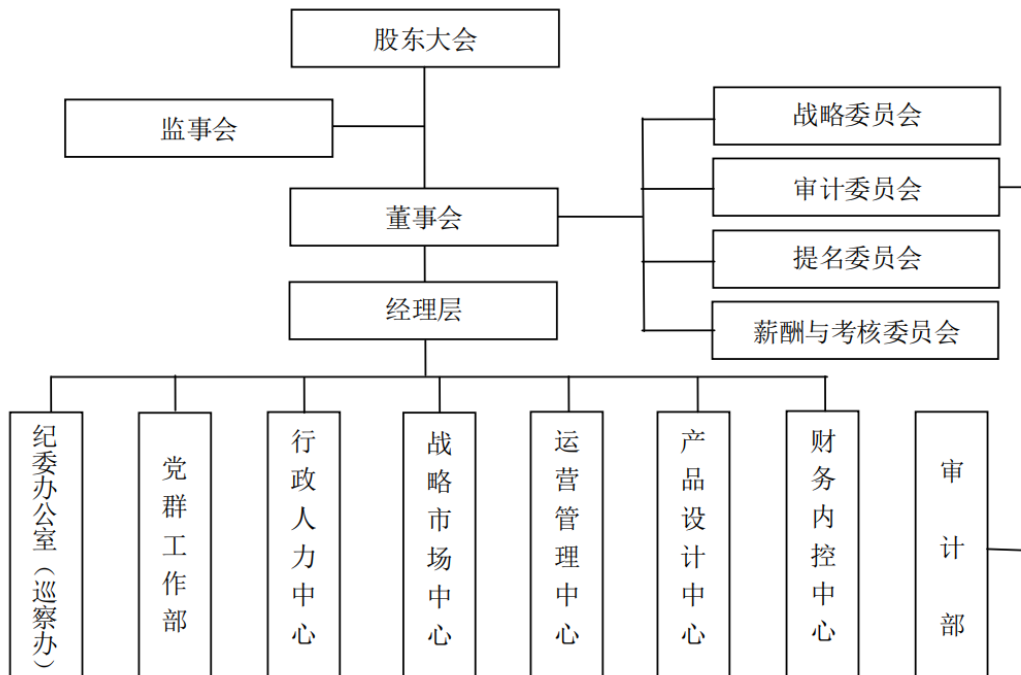 股东大会
监事会
战略委员会
审计委员会
董事会
提名委员会
经理层
薪酬与考核委员会
纪委办公室（巡察办）
党群工作部
行政人力中心
战略市场中心
运营管理中心
产品设计中心
财务内控中心
审计部